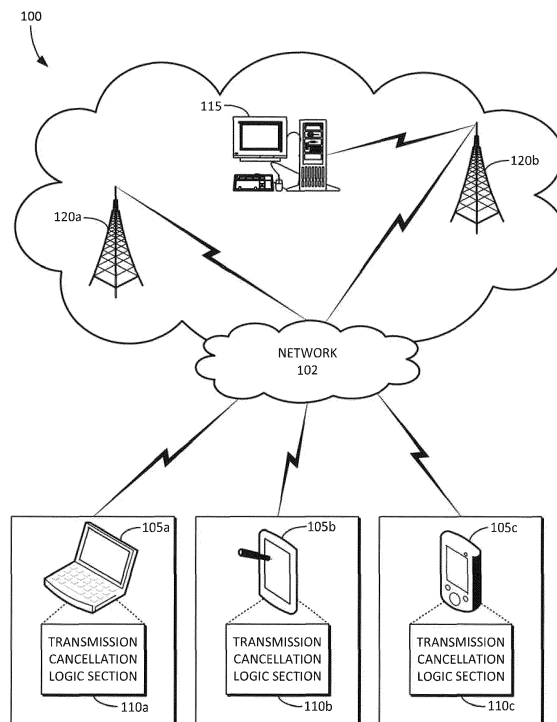 100
115
120b
120a
NETWORK
102
105a
105b
105c
TRANSMISSION
CANCELLATION
LOGIC SECTION
TRANSMISSION
CANCELLATION
LOGIC SECTION
TRANSMISSION
CANCELLATION
LOGIC SECTION
110a
110b
110c